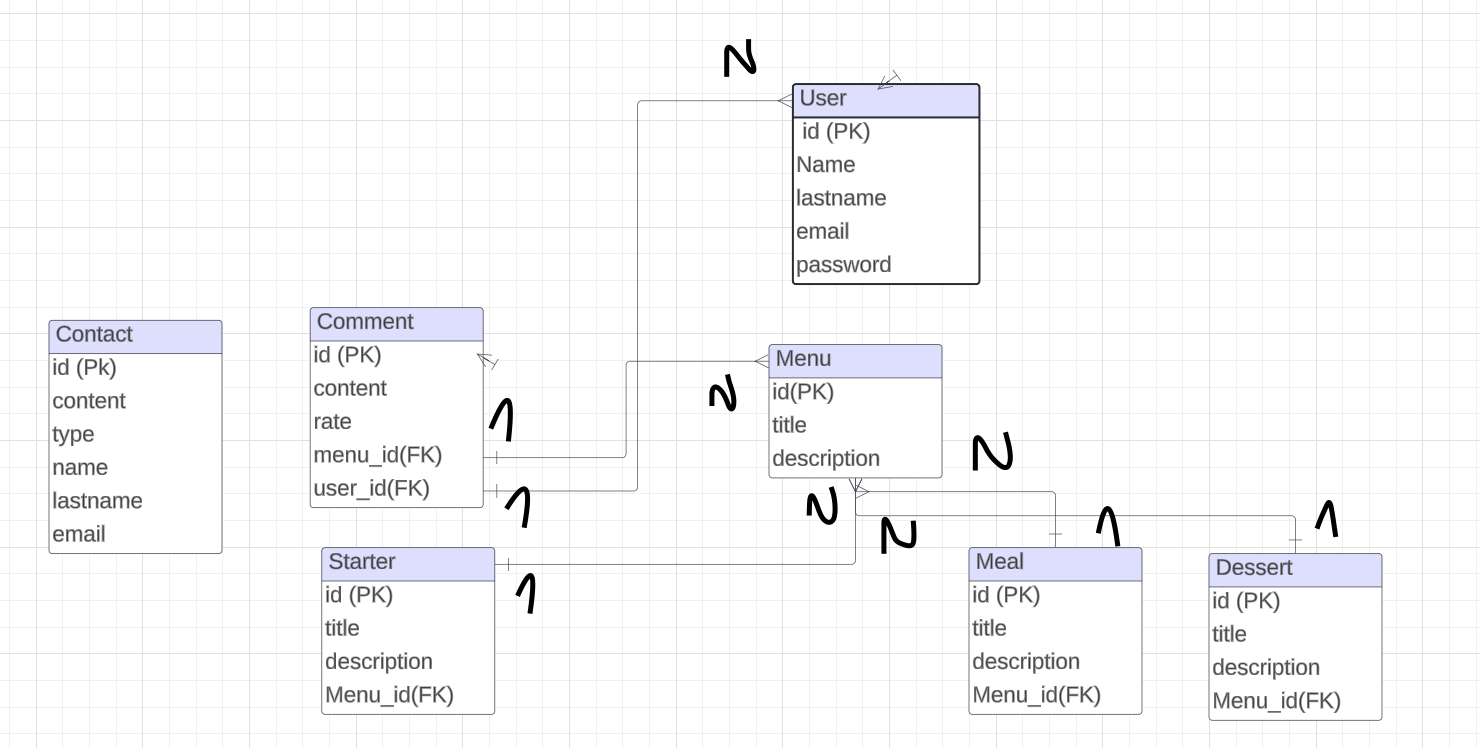 N
User
id (PK)
Name
lastname
email
password
Contact
id (Pk)
content
type
name
lastname
email
Comment
id (PK)
content
rate
menu_id(FK)
user_id(FK)
1
1
N
Menu
id(PK)
title
description
N
N
N
1
1
Starter
id (PK)
title
description
Menu_id(FK)
1
Meal
id (PK)
title
description
Menu_id(FK)
Dessert
id (PK)
title
description
Menu_id(FK)